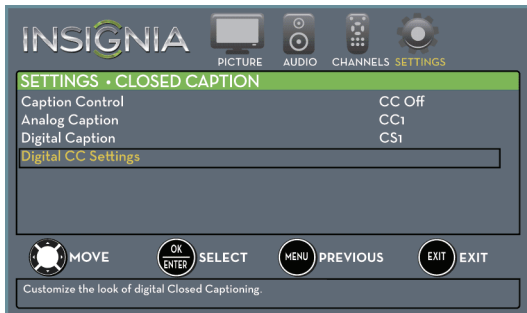 INSIGNIA
PICTURE AUDIO CHANNELS SETTINGS
SETTINGS • CLOSED CAPTION
Caption Control CC Off
Analog Caption CC1
Digital Caption CS1
Digital CC Settings
MOVE OK ENTER SELECT MENU PREVIOUS EXIT EXIT
Customize the look of digital Closed Captioning.